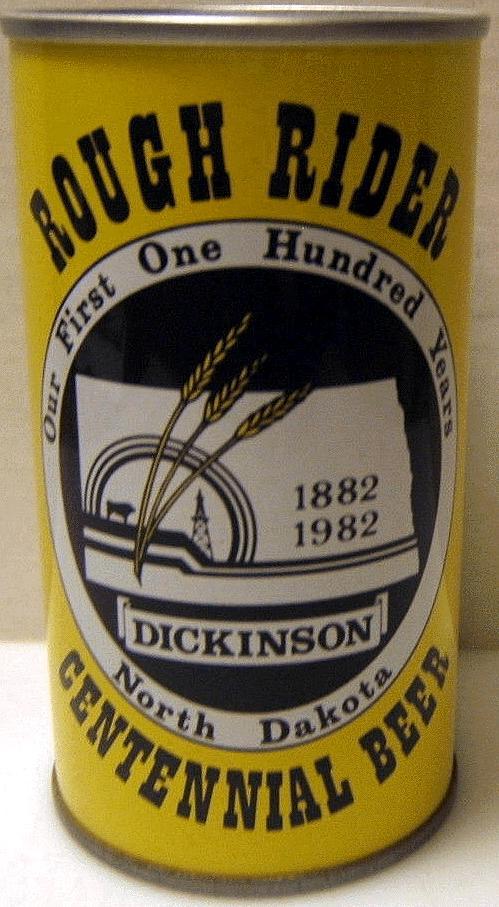 ROUGH RIDER
Our First One Hundred Years
1882
1982
DICKINSON
North Dakota
CENTENNIAL BEER